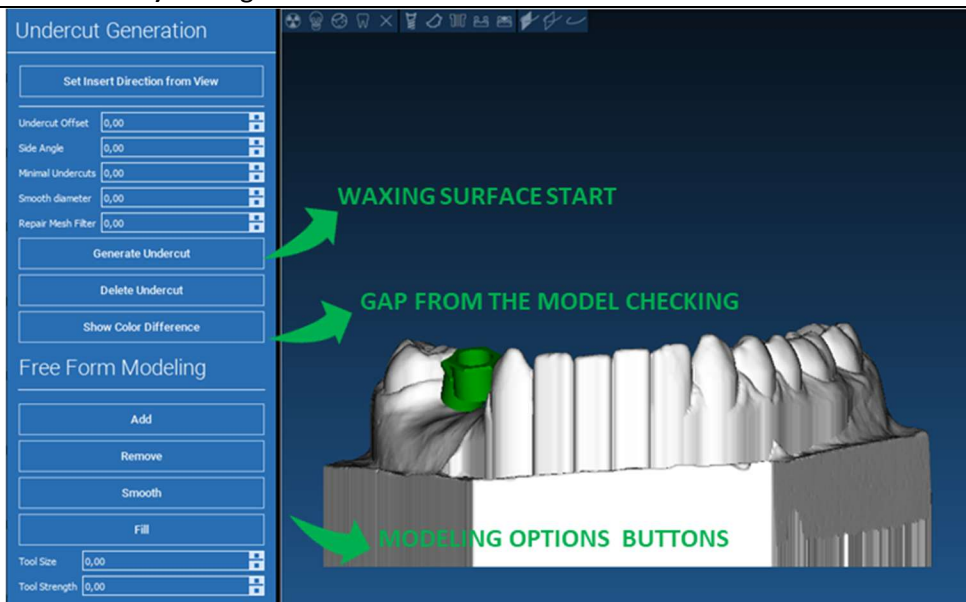 Undercut Generation
Set Insert Direction from View
Undercut Offset 0,00
Side Angle 0,00
Minimal Undercuts 0,00
Smooth diameter 0,00
Repair Mesh Filter 0,00
WAXING SURFACE START
Generate Undercut
Delete Undercut
GAP FROM THE MODEL CHECKING
Show Color Difference
Free Form Modeling
Add
Remove
Smooth
Fill
MODELING OPTIONS BUTTONS
Tool Size 0,00
Tool Strength 0,00